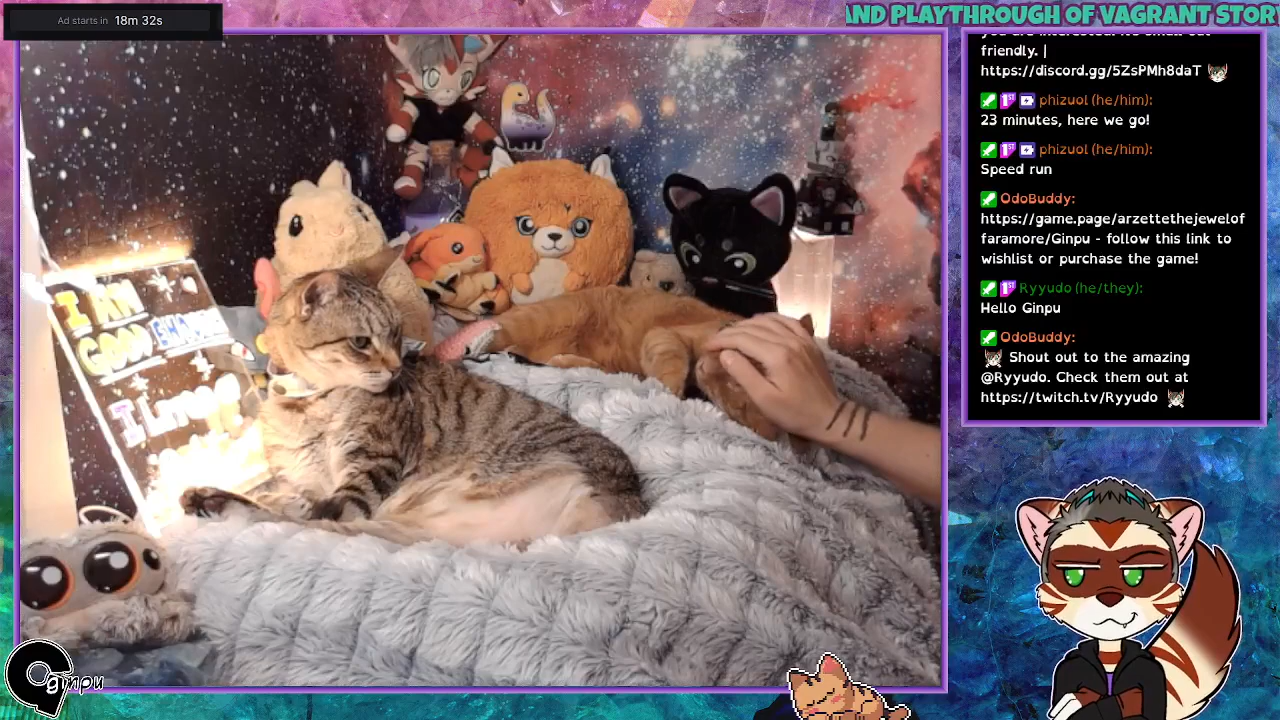 Ad starts in 18m 32s
AND PLAYTHROUGH OF VAGRANT STOR
friendly. |
https://discord.gg/5ZsPMh8daT
phizuol (he/him):
23 minutes, here we go!
phizuol (he/him):
Speed run
OdoBuddy:
https://game.page/arzettethejewelof
faramore/Ginpu - follow this link to
wishlist or purchase the game!
Ryyudo (he/they):
Hello Ginpu
OdoBuddy:
Shout out to the amazing
@Ryyudo. Check them out at
https://twitch.tv/Ryyudo
I AM
GOOD
ginpu